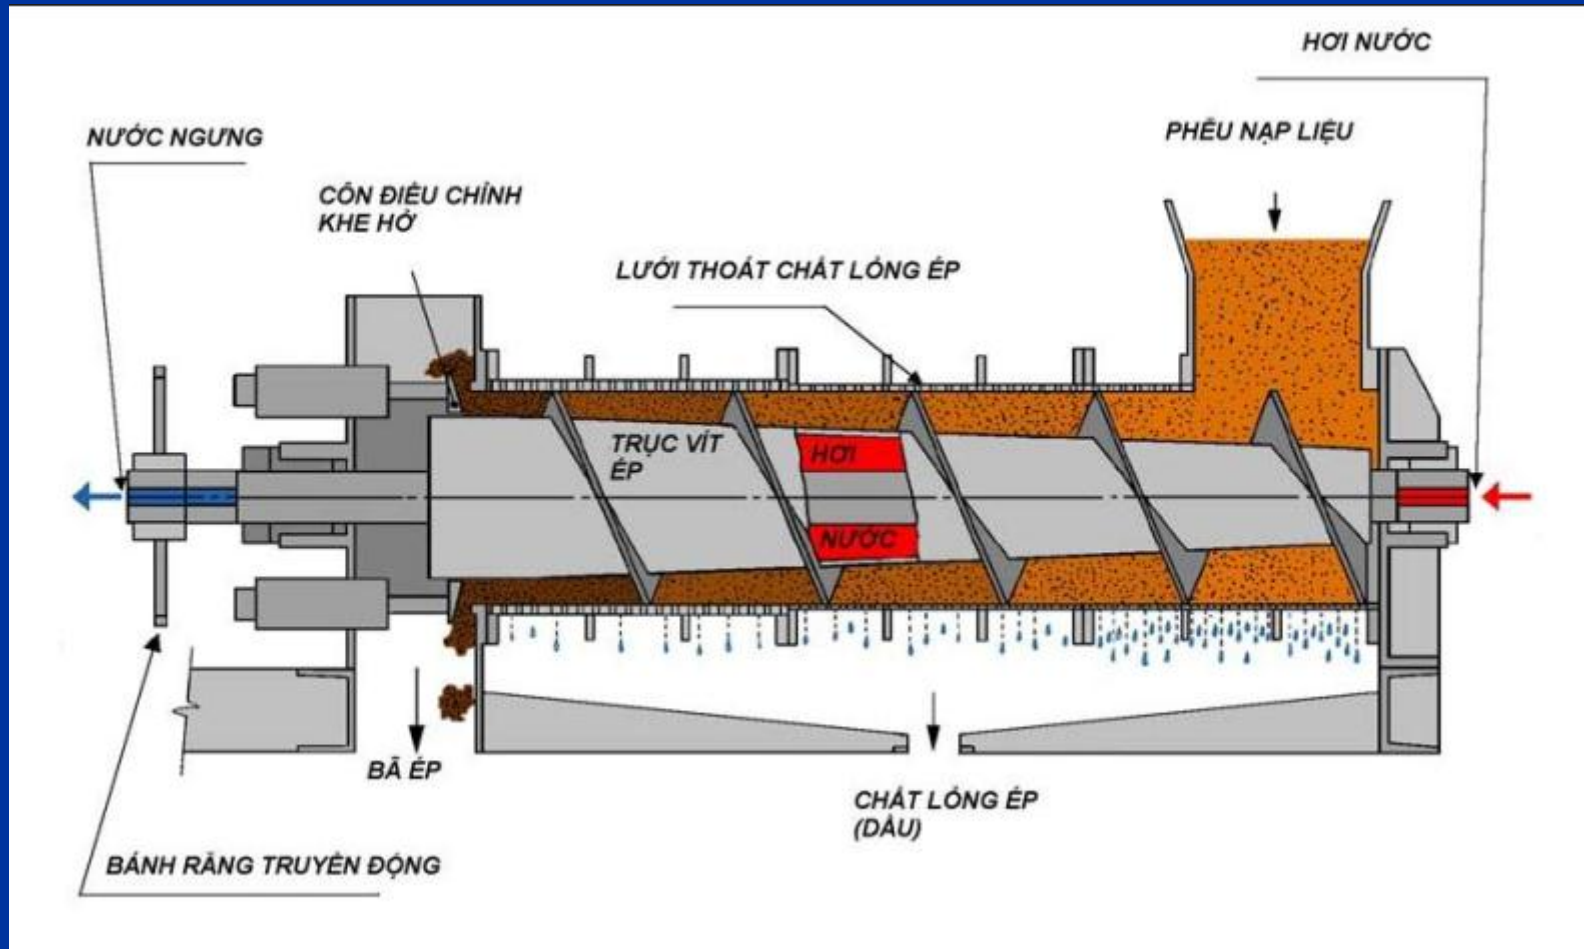 HƠI NƯỚC
PHỄU NẠP LIỆU
NƯỚC NGƯNG
CÔN ĐIỀU CHỈNH
KHE HỞ
LƯỚI THOÁT CHẤT LỎNG ÉP
TRỤC VÍT
ÉP
HƠI
NƯỚC
BÃ ÉP
CHẤT LỎNG ÉP
(DẦU)
BÁNH RĂNG TRUYỀN ĐỘNG